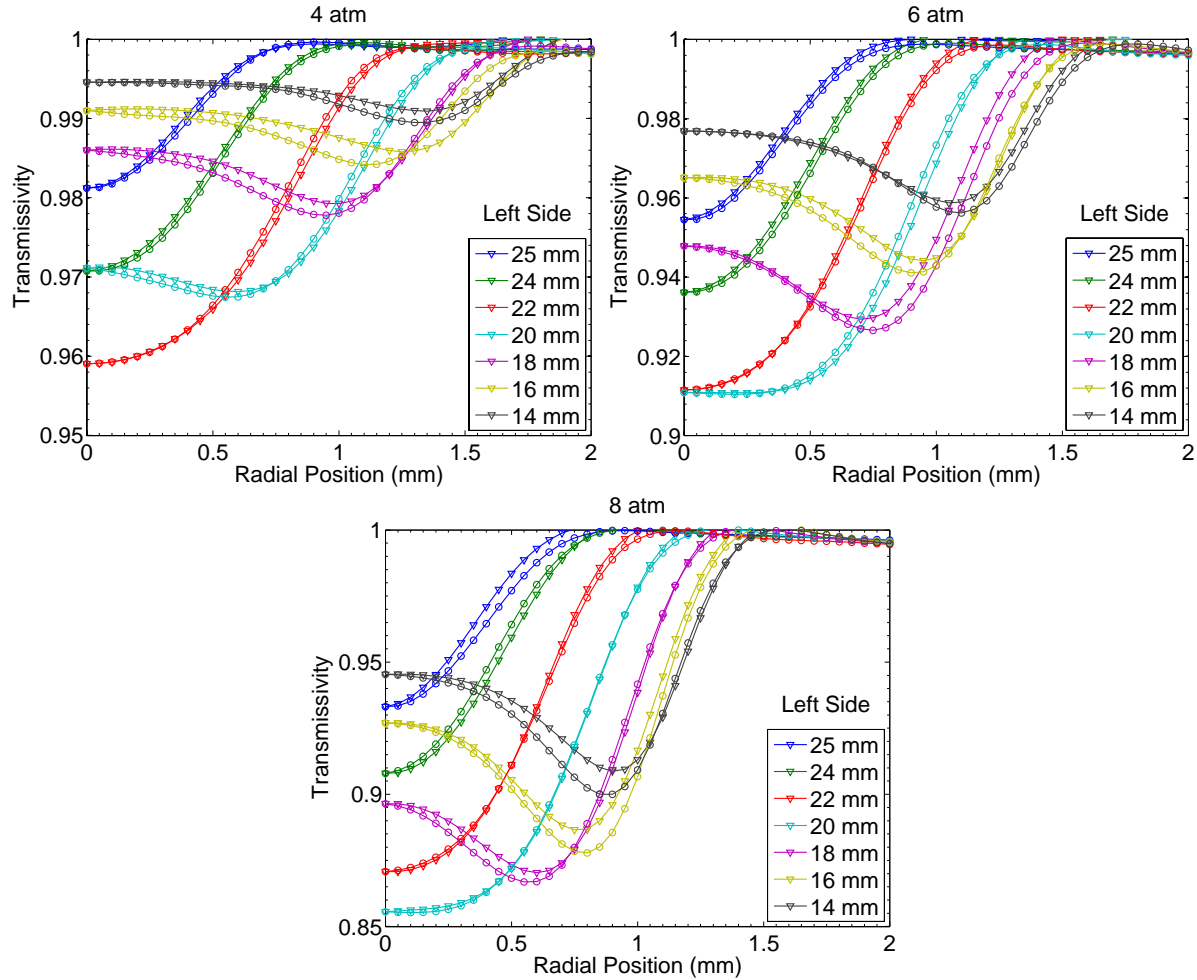 4 atm
1
0.99
0.98
0.97
0.96
0.95
Transmissivity
Left Side
25 mm
24 mm
22 mm
20 mm
18 mm
16 mm
14 mm
0
0.5
1
1.5
2
Radial Position (mm)
6 atm
1
0.98
0.96
0.94
0.92
0.9
Transmissivity
Left Side
25 mm
24 mm
22 mm
20 mm
18 mm
16 mm
14 mm
0
0.5
1
1.5
2
Radial Position (mm)
8 atm
1
0.95
0.9
0.85
Transmissivity
Left Side
25 mm
24 mm
22 mm
20 mm
18 mm
16 mm
14 mm
0
0.5
1
1.5
2
Radial Position (mm)